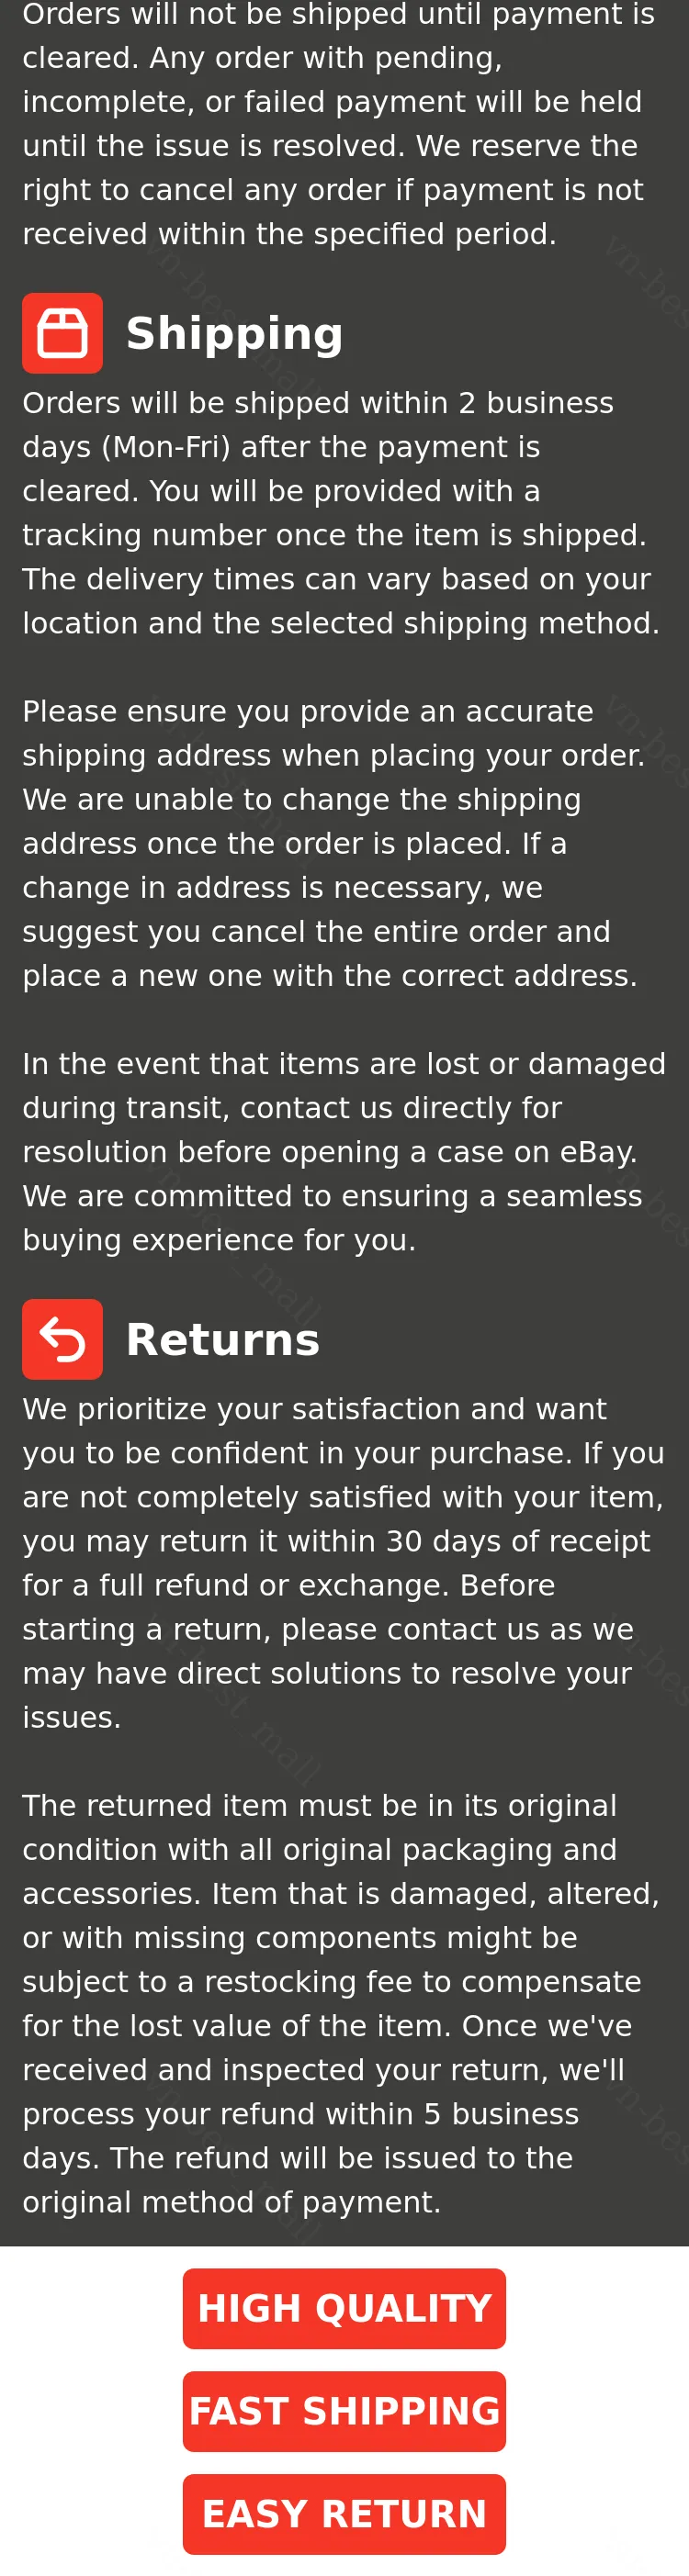 Orders will not be shipped until payment is
cleared. Any order with pending,
incomplete, or failed payment will be held
until the issue is resolved. We reserve the
right to cancel any order if payment is not
received within the specified period.
Shipping
Orders will be shipped within 2 business
days (Mon-Fri) after the payment is
cleared. You will be provided with a
tracking number once the item is shipped.
The delivery times can vary based on your
location and the selected shipping method.
Please ensure you provide an accurate
shipping address when placing your order.
We are unable to change the shipping
address once the order is placed. If a
change in address is necessary, we
suggest you cancel the entire order and
place a new one with the correct address.
In the event that items are lost or damaged
during transit, contact us directly for
resolution before opening a case on eBay.
We are committed to ensuring a seamless
buying experience for you.
Returns
We prioritize your satisfaction and want
you to be confident in your purchase. If you
are not completely satisfied with your item,
you may return it within 30 days of receipt
for a full refund or exchange. Before
starting a return, please contact us as we
may have direct solutions to resolve your
issues.
The returned item must be in its original
condition with all original packaging and
accessories. Item that is damaged, altered,
or with missing components might be
subject to a restocking fee to compensate
for the lost value of the item. Once we've
received and inspected your return, we'll
process your refund within 5 business
days. The refund will be issued to the
original method of payment.
HIGH QUALITY
FAST SHIPPING
EASY RETURN
vn-best_mall